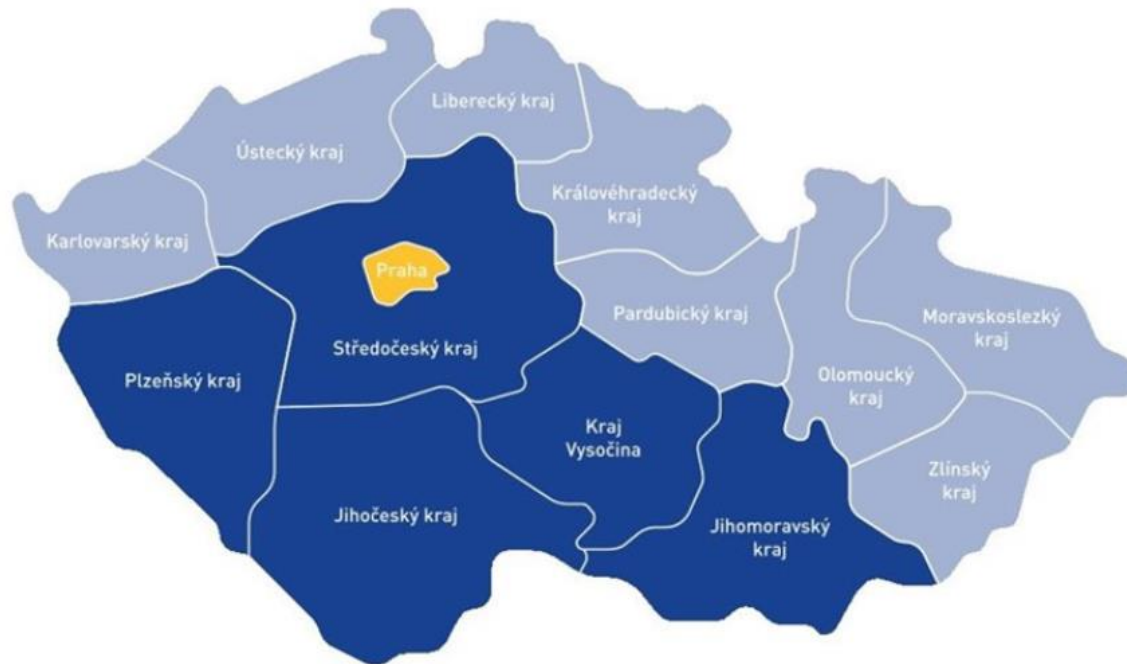 Liberecký kraj
Ústecký kraj
Královéhradecký
kraj
Karlovarský kraj
Praha
Pardubický kraj
Moravskoslezký
kraj
Středočeský kraj
Plzeňský kraj
Olomoucký
kraj
Kraj
Vysočina
Zlínský
kraj
Jihočeský kraj
Jihomoravský
kraj